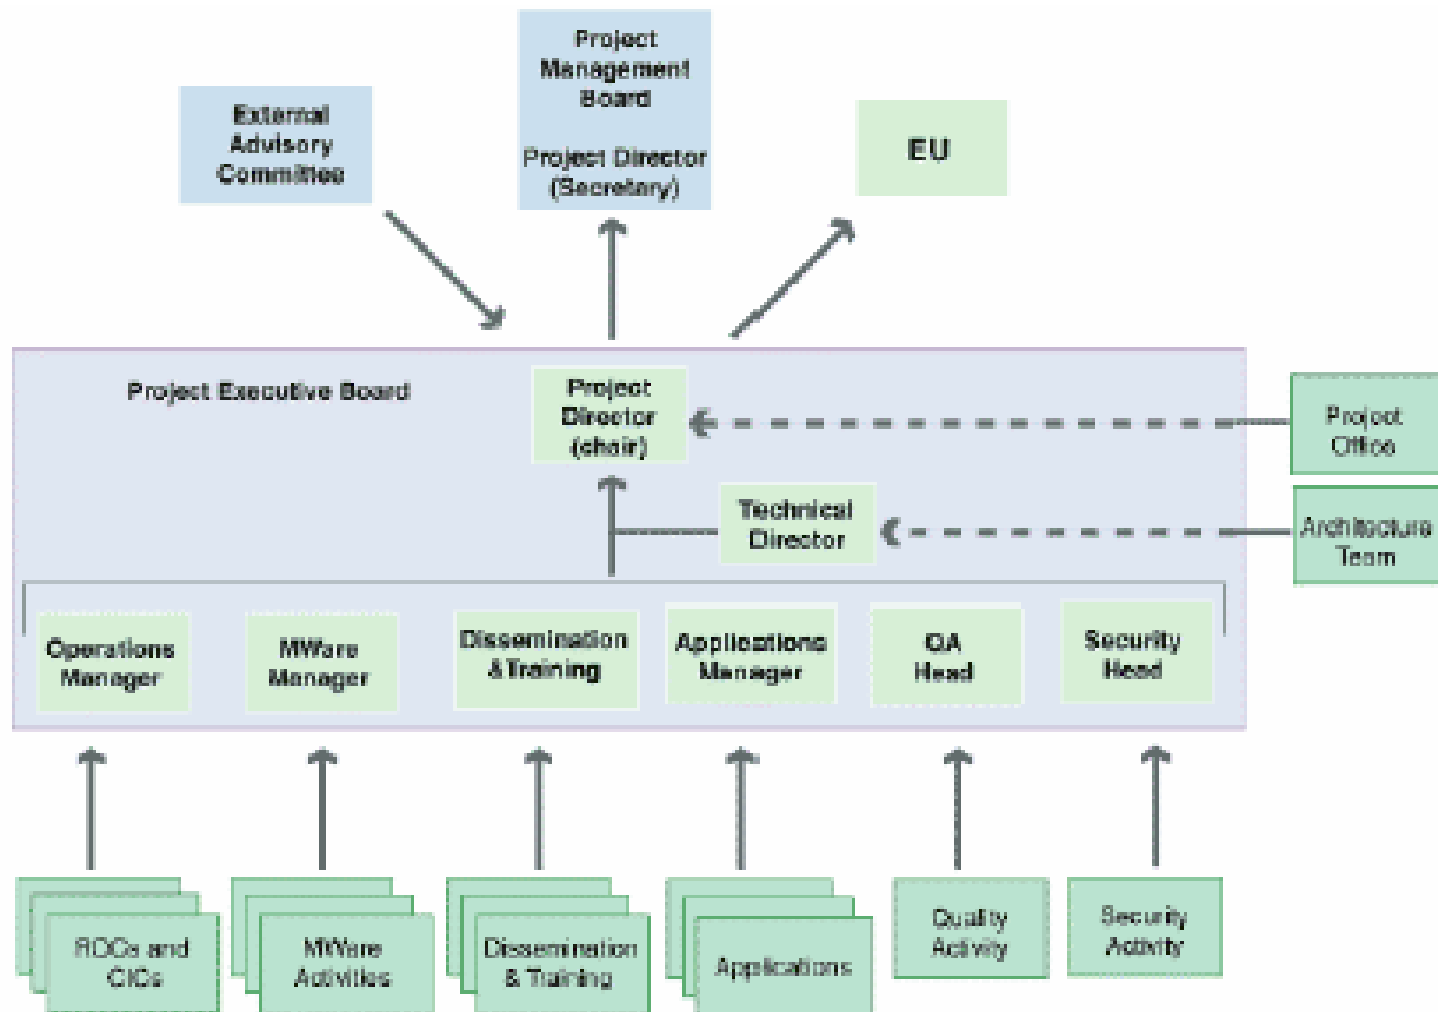 Project
Management
Board
Project Director
(Secretary)
External
Advisory
Committee
EU
Project Executive Board
Project
Director
(chair)
Project
Office
Technical
Director
Architecture
Team
Operations
Manager
MWare
Manager
Dissemination
&Training
Applications
Manager
QA
Head
Security
Head
ROCs and
CICs
MWare
Activities
Dissemination
& Training
Applications
Quality
Activity
Security
Activity